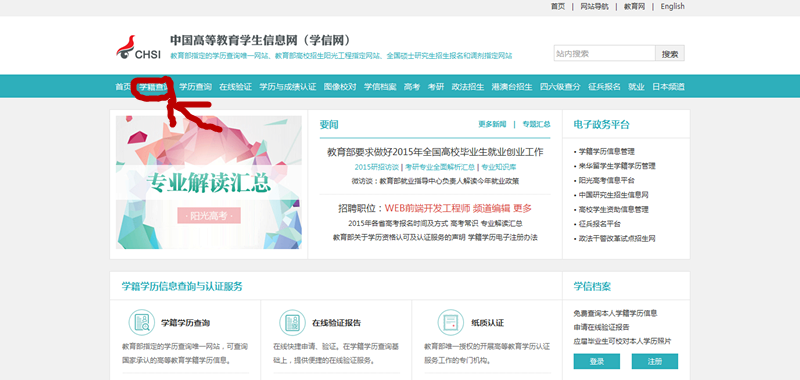 首页 | 网站导航 | 教育网 | English
CHSI
中国高等教育学生信息网（学信网）
教育部指定的学历查询唯一网站、教育部高校招生阳光工程指定网站、全国硕士研究生招生报名和调剂指定网站
站内搜索 搜索
首页 学籍查询 学历查询 在线验证 学历与成绩认证 图像校对 学信档案 高考 考研 政法招生 港澳台招生 四六级查分 征兵报名 就业 日本频道
专业解读汇总
· 阳光高考 ·
要闻 更多新闻 | 专题汇总
教育部要求做好2015年全国高校毕业生就业创业工作
2015研招访谈 | 考研专业全国解析汇总 | 专业知识库
微访谈：教育部就业指导中心负责人解读今年就业政策
招聘职位：WEB前端开发工程师 频道编辑 更多
2015年各省高考报名时间及方式 高考常识 专业解读汇总
教育部关于学历资格认可及认证服务的声明 学籍学历电子注册办法
电子政务平台
• 学籍学历信息管理
• 来华留学生学籍学历管理
• 阳光高考信息平台
• 中国研究生招生信息网
• 高校学生资助信息管理
• 征兵报名平台
• 政法干警改革试点招生网
学籍学历信息查询与认证服务
学籍学历查询
教育部指定的学历查询唯一网站，可查询
国家承认的高等教育学籍学历信息。
在线验证报告
在线快捷申请、验证。在学籍学历查询基
础上，提供便捷的在线验证服务。
纸质认证
教育部唯一授权的开展高等教育学历认证
服务工作的专门机构。
学信档案
免费查询本人学籍学历信息
申请在线验证报告
应届毕业生可校对本人学历照片
登录 注册